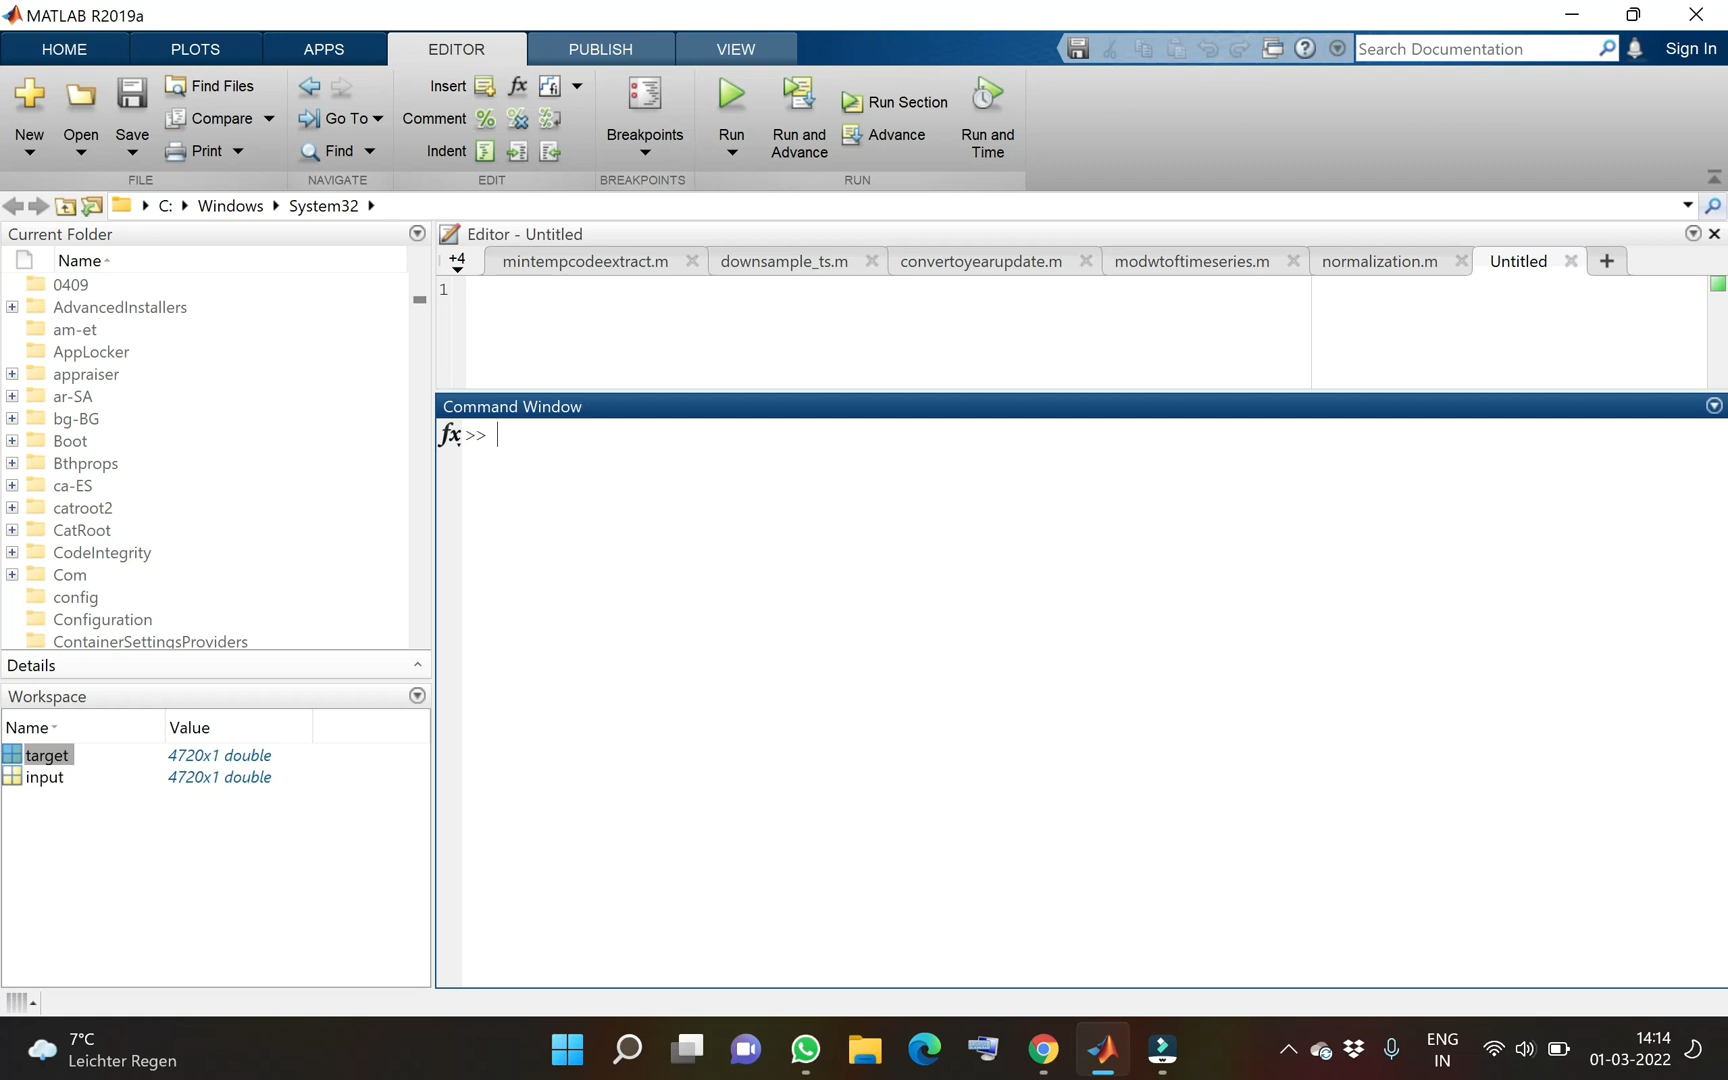 MATLAB R2019a
HOME PLOTS APPS EDITOR PUBLISH VIEW Search Documentation Sign In
New Open Save Find Files Compare Print Go To Find
Insert Comment Indent fx fi
Breakpoints Run Run and Advance Run Section Advance Run and Time
FILE NAVIGATE EDIT BREAKPOINTS RUN
C: Windows System32
Current Folder
Name
0409
AdvancedInstallers
am-et
AppLocker
appraiser
ar-SA
bg-BG
Boot
Bthprops
ca-ES
catroot2
CatRoot
CodeIntegrity
Com
config
Configuration
ContainerSettingsProviders
Details
Workspace
Name Value
target 4720x1 double
input 4720x1 double
Editor - Untitled
+4 mintempcodeextract.m downsample_ts.m convertoyearupdate.m modwtoftimeseries.m normalization.m Untitled +
1
Command Window
fx >>
7°C
Leichter Regen
ENG
IN
14:14
01-03-2022